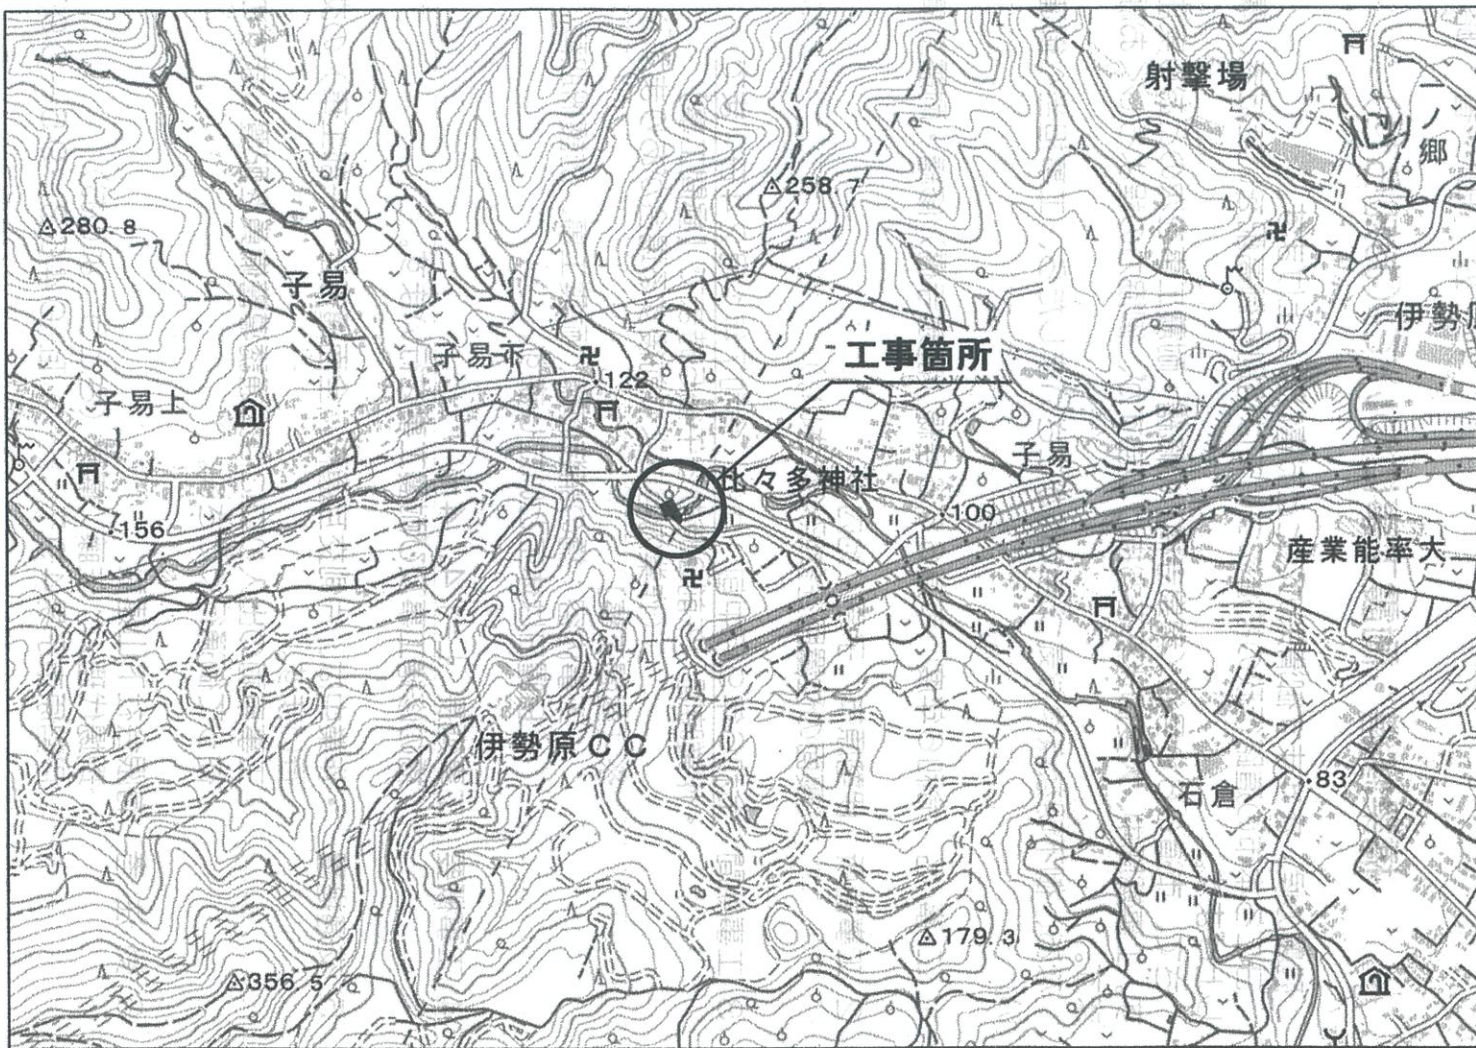 射撃場
一ノ郷
△258.7
△280.8
子易
伊勢
子易下
工事箇所
122
子易上
子易
比々多神社
100
156
産業能率大
伊勢原CC
83
石倉
△179.3
△356.5